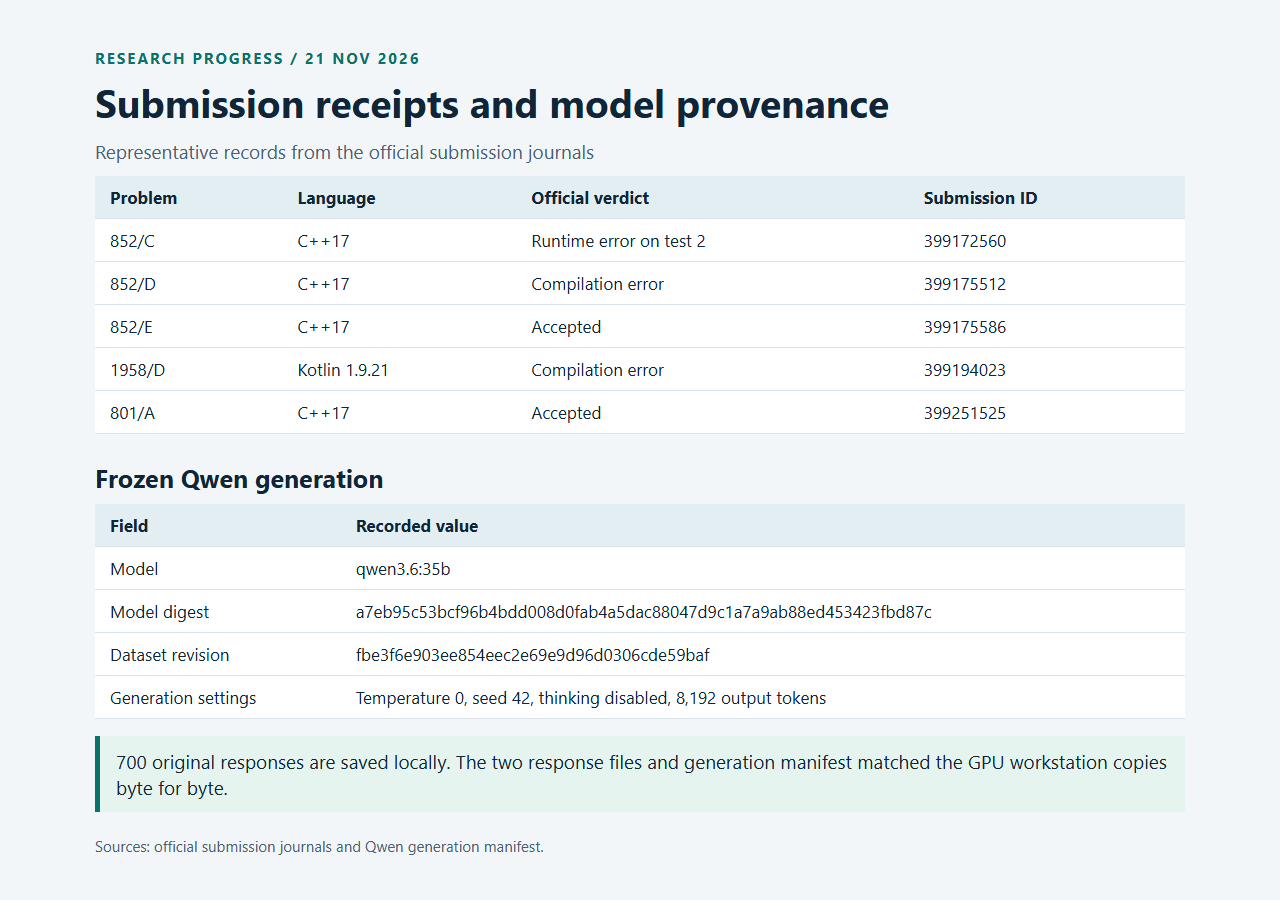 RESEARCH PROGRESS / 21 NOV 2026
Submission receipts and model provenance
Representative records from the official submission journals
Problem Language Official verdict Submission ID
852/C C++17 Runtime error on test 2 399172560
852/D C++17 Compilation error 399175512
852/E C++17 Accepted 399175586
1958/D Kotlin 1.9.21 Compilation error 399194023
801/A C++17 Accepted 399251525
Frozen Qwen generation
Field Recorded value
Model qwen3.6:35b
Model digest a7eb95c53bcf96b4bdd008d0fab4a5dac88047d9c1a7a9ab88ed453423fbd87c
Dataset revision fbe3f6e903ee854eec2e69e9d96d0306cde59baf
Generation settings Temperature 0, seed 42, thinking disabled, 8,192 output tokens
700 original responses are saved locally. The two response files and generation manifest matched the GPU workstation copies
byte for byte.
Sources: official submission journals and Qwen generation manifest.